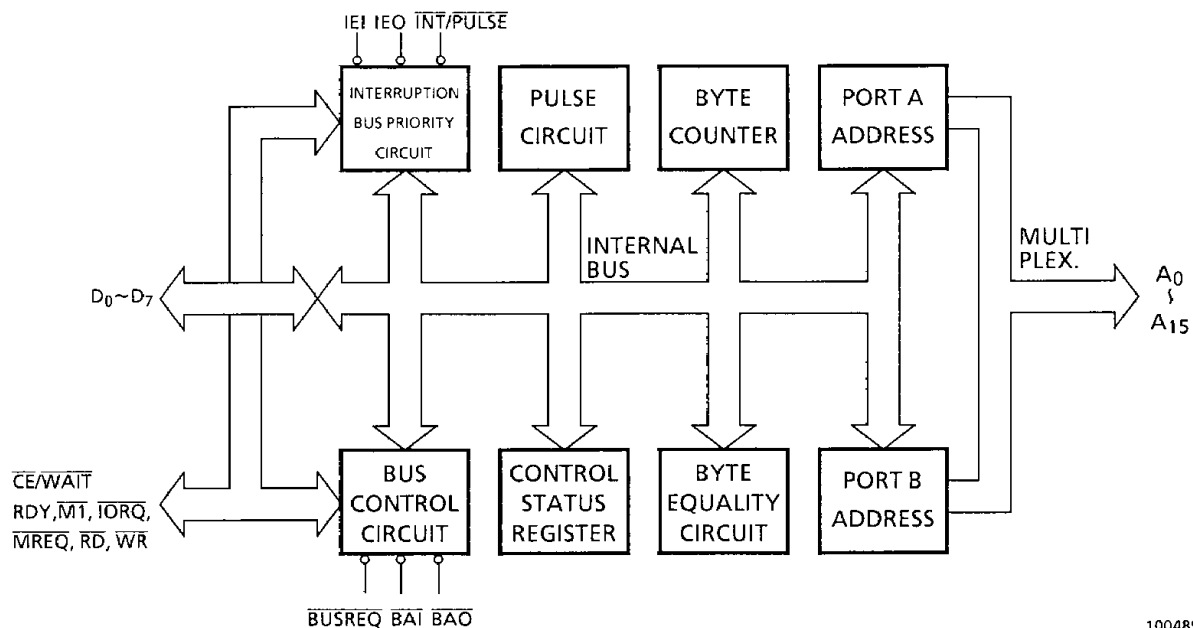 IEI IEO INT/PULSE
INTERRUPTION
BUS PRIORITY
CIRCUIT
PULSE
CIRCUIT
BYTE
COUNTER
PORT A
ADDRESS
INTERNAL
BUS
MULTI
PLEX.
D0~D7
A0
~
A15
CE/WAIT
RDY, M1, IORQ,
MREQ, RD, WR
BUS
CONTROL
CIRCUIT
CONTROL
STATUS
REGISTER
BYTE
EQUALITY
CIRCUIT
PORT B
ADDRESS
BUSREQ BAI BAO
100489